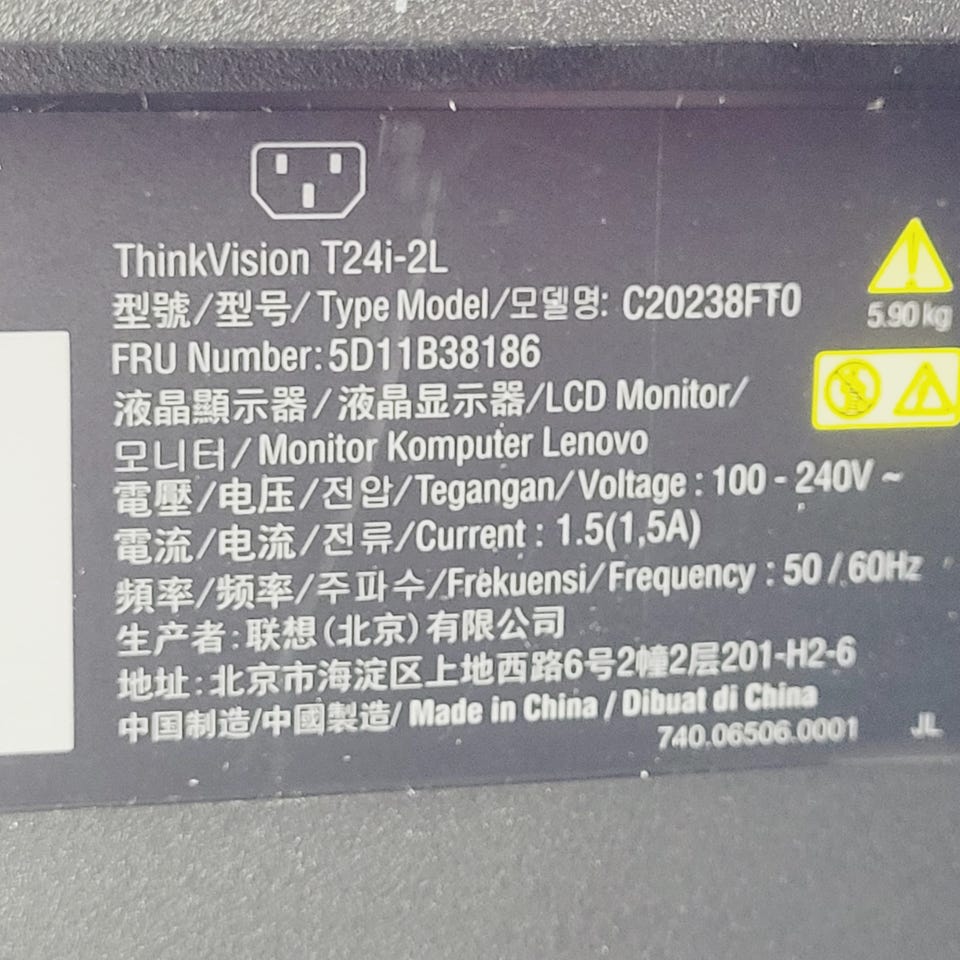 ThinkVision T24i-2L
型號/型号/Type Model/모델명: C20238FT0
FRU Number:5D11B38186
液晶顯示器/液晶显示器/LCD Monitor/
모니터/Monitor Komputer Lenovo
電壓/电压/전압/Tegangan/Voltage : 100 - 240V ~
電流/电流/전류/Current : 1.5(1,5A)
頻率/频率/주파수/Frekuensi/Frequency : 50 / 60Hz
生产者:联想(北京)有限公司
地址:北京市海淀区上地西路6号2幢2层201-H2-6
中国制造/中國製造/ Made in China / Dibuat di China
740.06506.0001 JL
5.90 kg